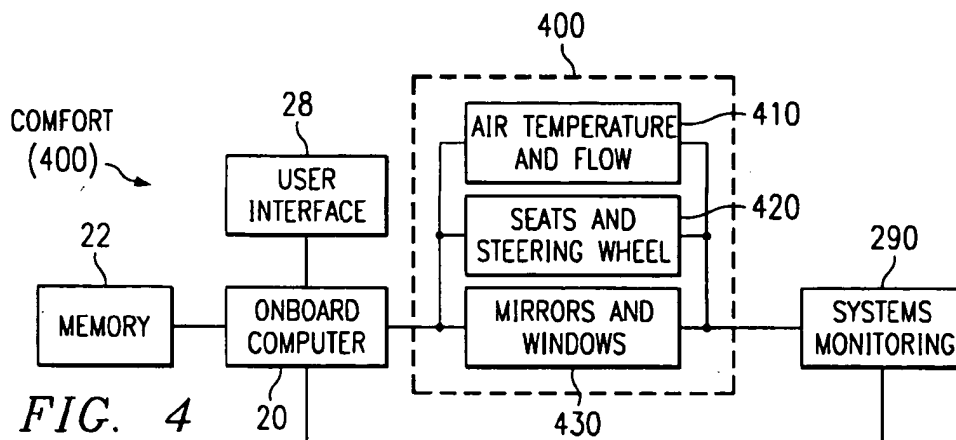 COMFORT
(400)
28
USER
INTERFACE
22
MEMORY
ONBOARD
COMPUTER
20
400
AIR TEMPERATURE
AND FLOW
410
SEATS AND
STEERING WHEEL
420
MIRRORS AND
WINDOWS
430
290
SYSTEMS
MONITORING
FIG. 4